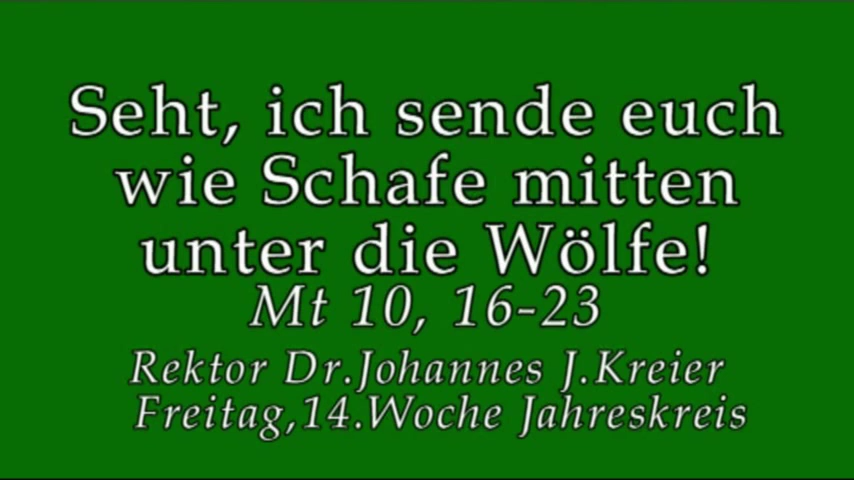 Seht, ich sende euch
wie Schafe mitten
unter die Wölfe!
Mt 10, 16-23
Rektor Dr.Johannes J.Kreier
Freitag,14.Woche Jahreskreis